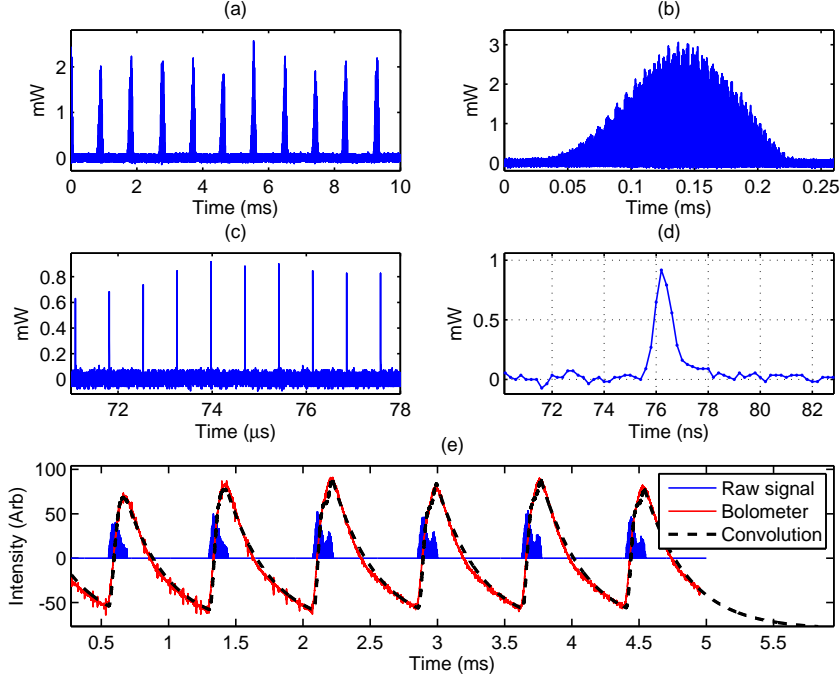 (a)
mW
2
1
0
0 2 4 6 8 10
Time (ms)
(b)
mW
3
2
1
0
0 0.05 0.1 0.15 0.2 0.25
Time (ms)
(c)
mW
0.8
0.6
0.4
0.2
0
72 74 76 78
Time (μs)
(d)
mW
1
0.5
0
72 74 76 78 80 82
Time (ns)
(e)
Intensity (Arb)
100
50
0
-50
0.5 1 1.5 2 2.5 3 3.5 4 4.5 5 5.5
Time (ms)
Raw signal
Bolometer
Convolution